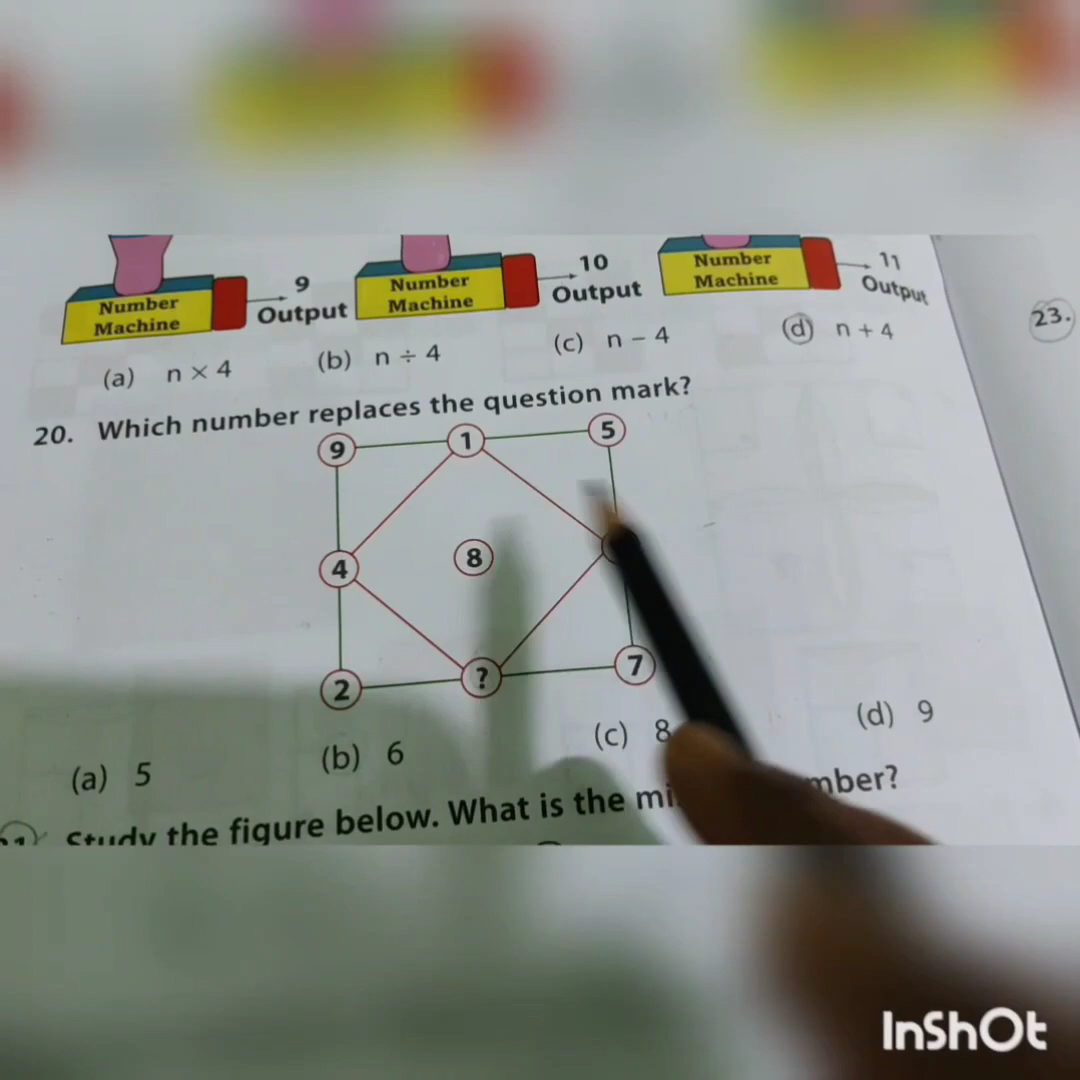 9 10 11
Number Machine Output Number Machine Output Number Machine Output
(a) n × 4 (b) n ÷ 4 (c) n − 4 (d) n + 4
23.
20. Which number replaces the question mark?
9 1 5
4 8
2 ? 7
(a) 5 (b) 6 (c) 8 (d) 9
Study the figure below. What is the mber?
InShOt